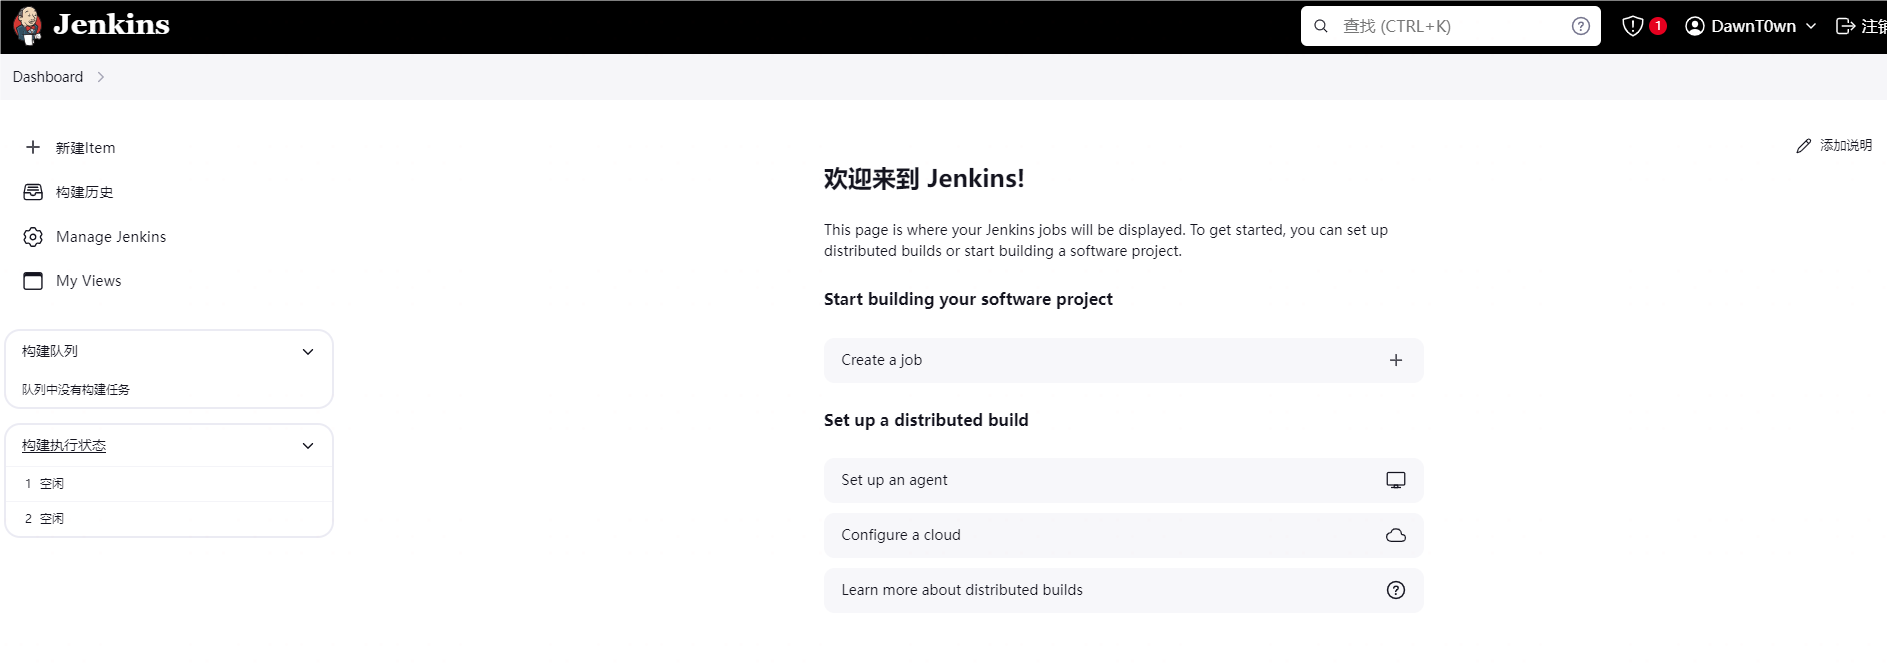 Jenkins
查找 (CTRL+K)
1
DawnT0wn
注销
Dashboard
新建Item
构建历史
Manage Jenkins
My Views
构建队列
队列中没有构建任务
构建执行状态
1 空闲
2 空闲
添加说明
欢迎来到 Jenkins!
This page is where your Jenkins jobs will be displayed. To get started, you can set up
distributed builds or start building a software project.
Start building your software project
Create a job
Set up a distributed build
Set up an agent
Configure a cloud
Learn more about distributed builds